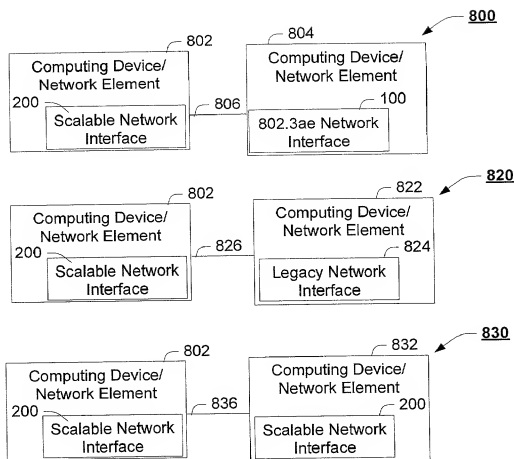 800
802
804
Computing Device/
Network Element
Computing Device/
Network Element
200
Scalable Network
Interface
806
100
802.3ae Network
Interface
820
802
822
Computing Device/
Network Element
Computing Device/
Network Element
200
Scalable Network
Interface
826
824
Legacy Network
Interface
830
802
832
Computing Device/
Network Element
Computing Device/
Network Element
200
Scalable Network
Interface
836
200
Scalable Network
Interface